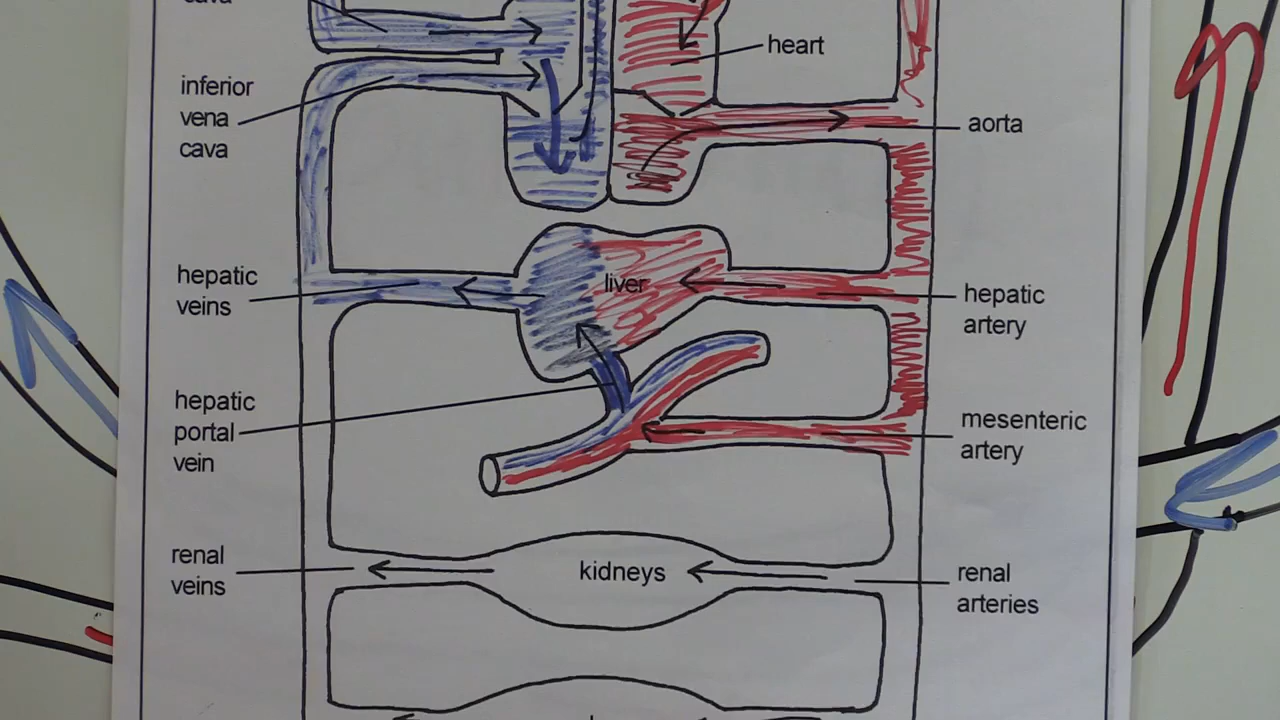 cava
heart
inferior
vena
cava
aorta
hepatic
veins
liver
hepatic
artery
hepatic
portal
vein
mesenteric
artery
renal
veins
kidneys
renal
arteries